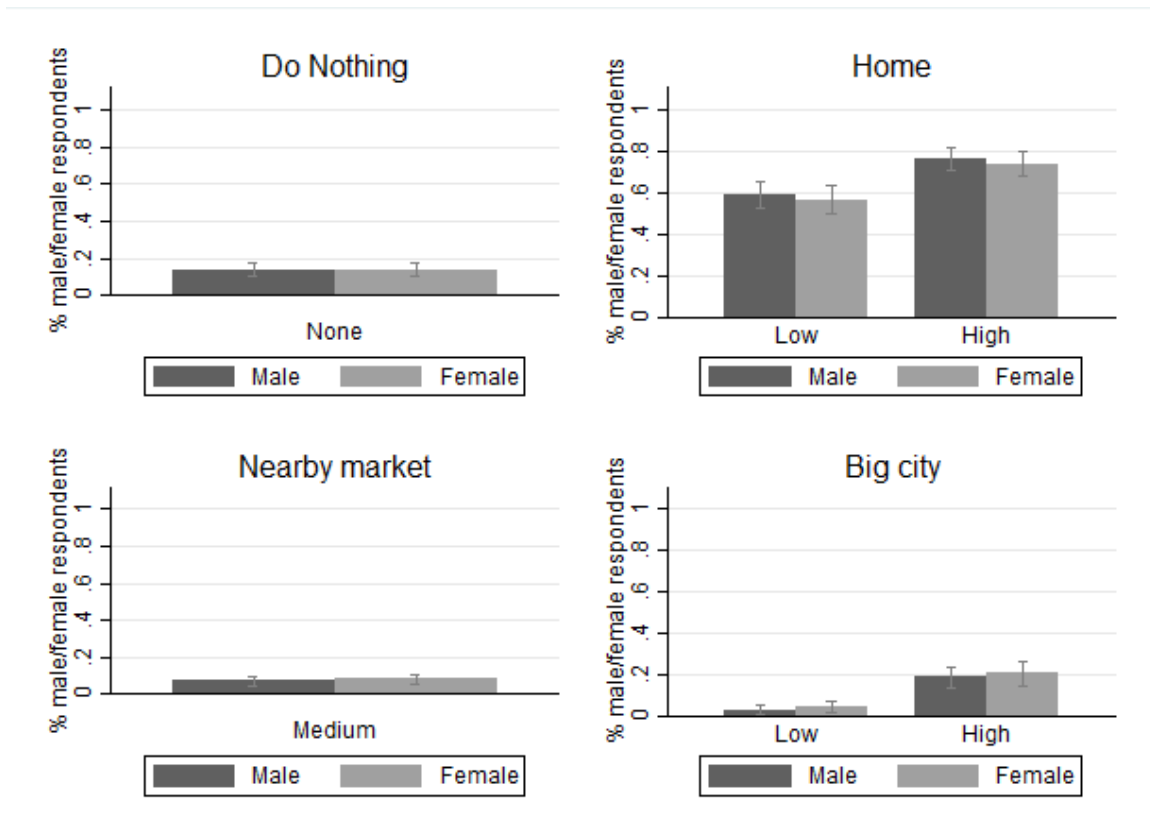 Do Nothing
% male/female respondents
1
.8
.6
.4
.2
0
None
Male Female
Home
% male/female respondents
1
.8
.6
.4
.2
0
Low High
Male Female
Nearby market
% male/female respondents
1
.8
.6
.4
.2
0
Medium
Male Female
Big city
% male/female respondents
1
.8
.6
.4
.2
0
Low High
Male Female